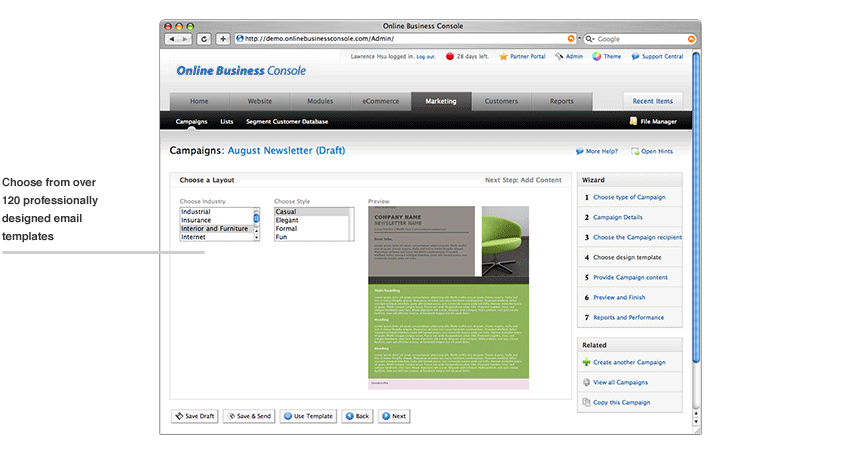 Online Business Console
http://demo.onlinebusinessconsole.com/Admin/
Google
Lawrence Hsu logged in. Log out.
28 days left.
Partner Portal
Admin
Theme
Support Central
Online Business Console
Home
Website
Modules
eCommerce
Marketing
Customers
Reports
Recent Items
Campaigns
Lists
Segment Customer Database
File Manager
Campaigns: August Newsletter (Draft)
More Help?
Open Hints
Choose from over
120 professionally
designed email
templates
Choose a Layout
Next Step: Add Content
Choose Industry
Industrial
Insurance
Interior and Furniture
Internet
Choose Style
Casual
Elegant
Formal
Fun
Preview
COMPANY NAME
NEWSLETTER NAME
Dear John,
Main heading
Heading
Heading
Save Draft
Save & Send
Use Template
Back
Next
Wizard
1 Choose type of Campaign
2 Campaign Details
3 Choose the Campaign recipient
4 Choose design template
5 Provide Campaign content
6 Preview and Finish
7 Reports and Performance
Related
Create another Campaign
View all Campaigns
Copy this Campaign